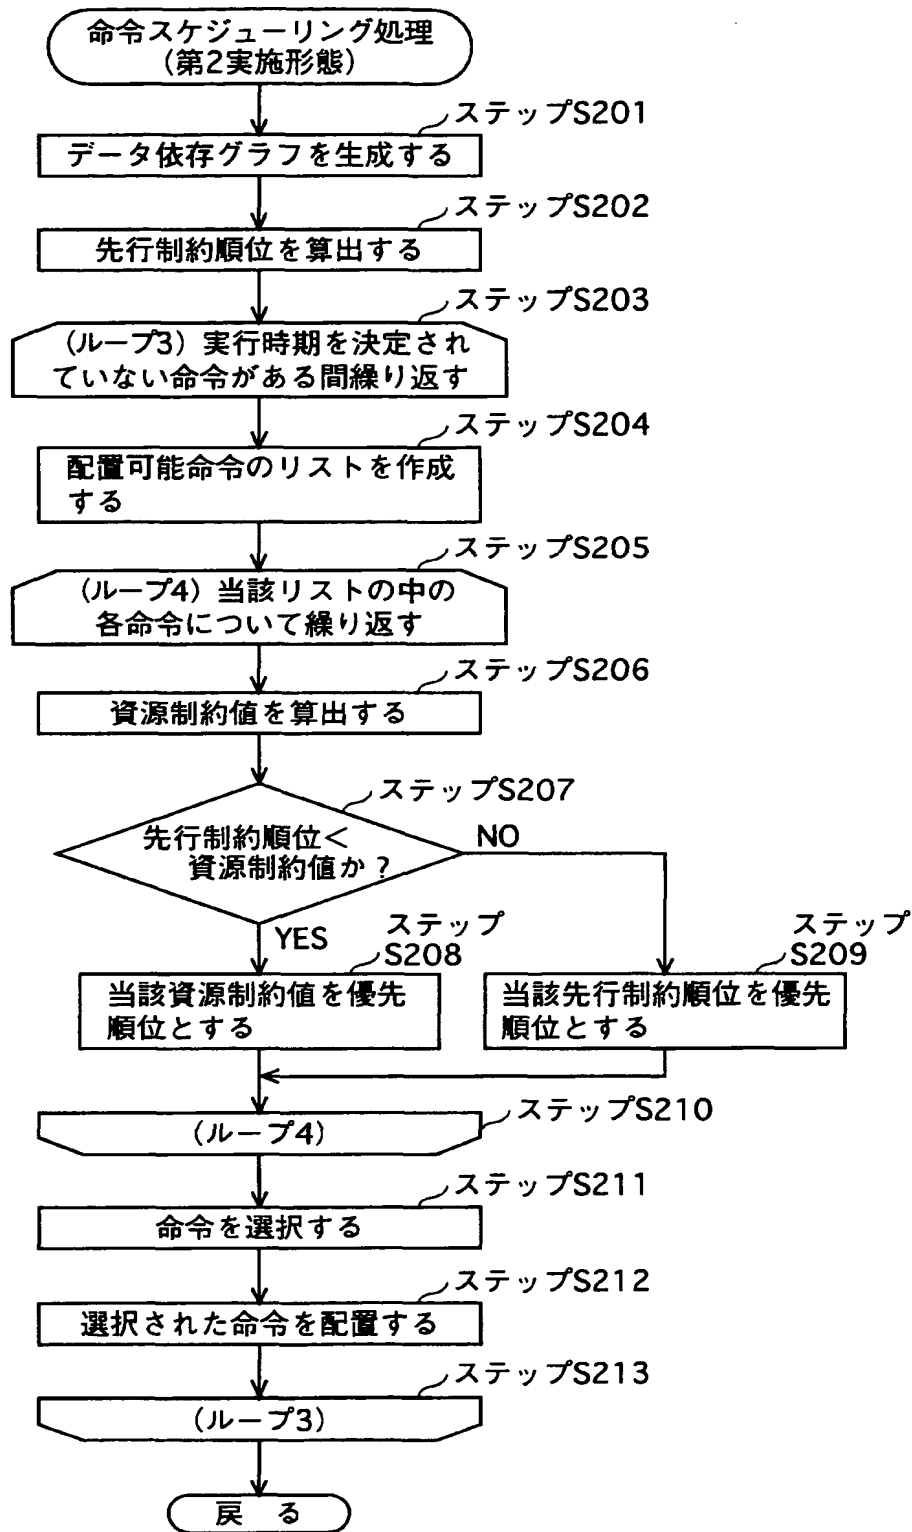 命令スケジューリング処理
(第2実施形態)
ステップS201
データ依存グラフを生成する
ステップS202
先行制約順位を算出する
ステップS203
(ループ3)実行時期を決定され
ていない命令がある間繰り返す
ステップS204
配置可能命令のリストを作成
する
ステップS205
(ループ4)当該リストの中の
各命令について繰り返す
ステップS206
資源制約値を算出する
ステップS207
先行制約順位<
資源制約値か?
NO
YES
ステップ
S208
当該資源制約値を優先
順位とする
ステップ
S209
当該先行制約順位を優先
順位とする
ステップS210
(ループ4)
ステップS211
命令を選択する
ステップS212
選択された命令を配置する
ステップS213
(ループ3)
戻 る